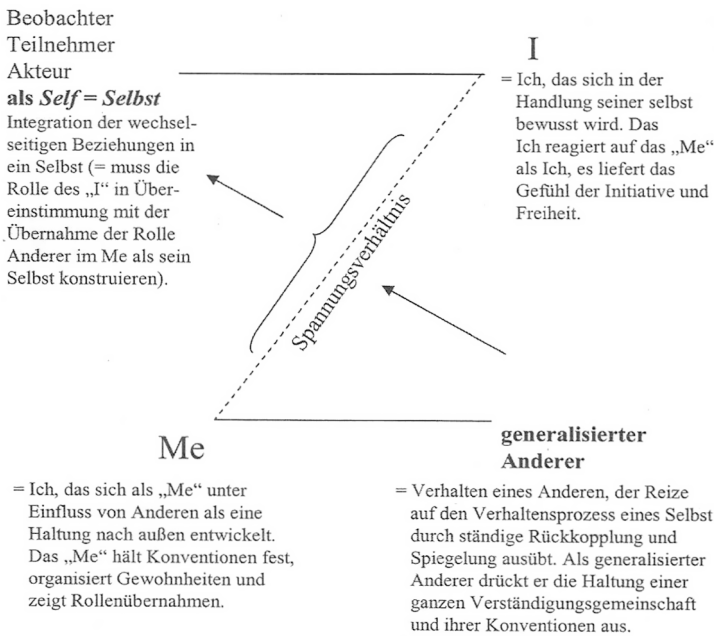 Beobachter
Teilnehmer
Akteur
als Self = Selbst
Integration der wechsel-
seitigen Beziehungen in
ein Selbst (= muss die
Rolle des „I“ in Über-
einstimmung mit der
Übernahme der Rolle
Anderer im Me als sein
Selbst konstruieren).
I
= Ich, das sich in der
Handlung seiner selbst
bewusst wird. Das
Ich reagiert auf das „Me“
als Ich, es liefert das
Gefühl der Initiative und
Freiheit.
Spannungsverhältnis
Me
= Ich, das sich als „Me“ unter
Einfluss von Anderen als eine
Haltung nach außen entwickelt.
Das „Me“ hält Konventionen fest,
organisiert Gewohnheiten und
zeigt Rollenübernahmen.
generalisierter
Anderer
= Verhalten eines Anderen, der Reize
auf den Verhaltensprozess eines Selbst
durch ständige Rückkopplung und
Spiegelung ausübt. Als generalisierter
Anderer drückt er die Haltung einer
ganzen Verständigungsgemeinschaft
und ihrer Konventionen aus.